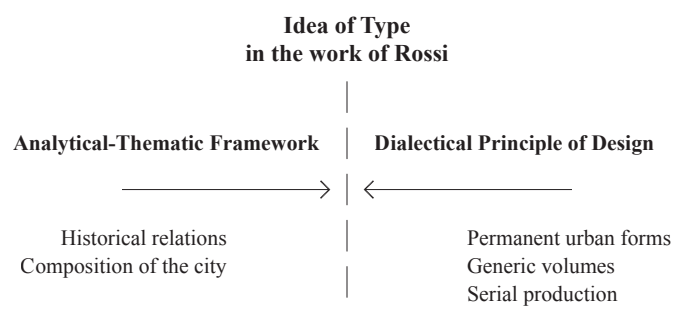 Idea of Type
in the work of Rossi
Analytical-Thematic Framework
Dialectical Principle of Design
Historical relations
Composition of the city
Permanent urban forms
Generic volumes
Serial production